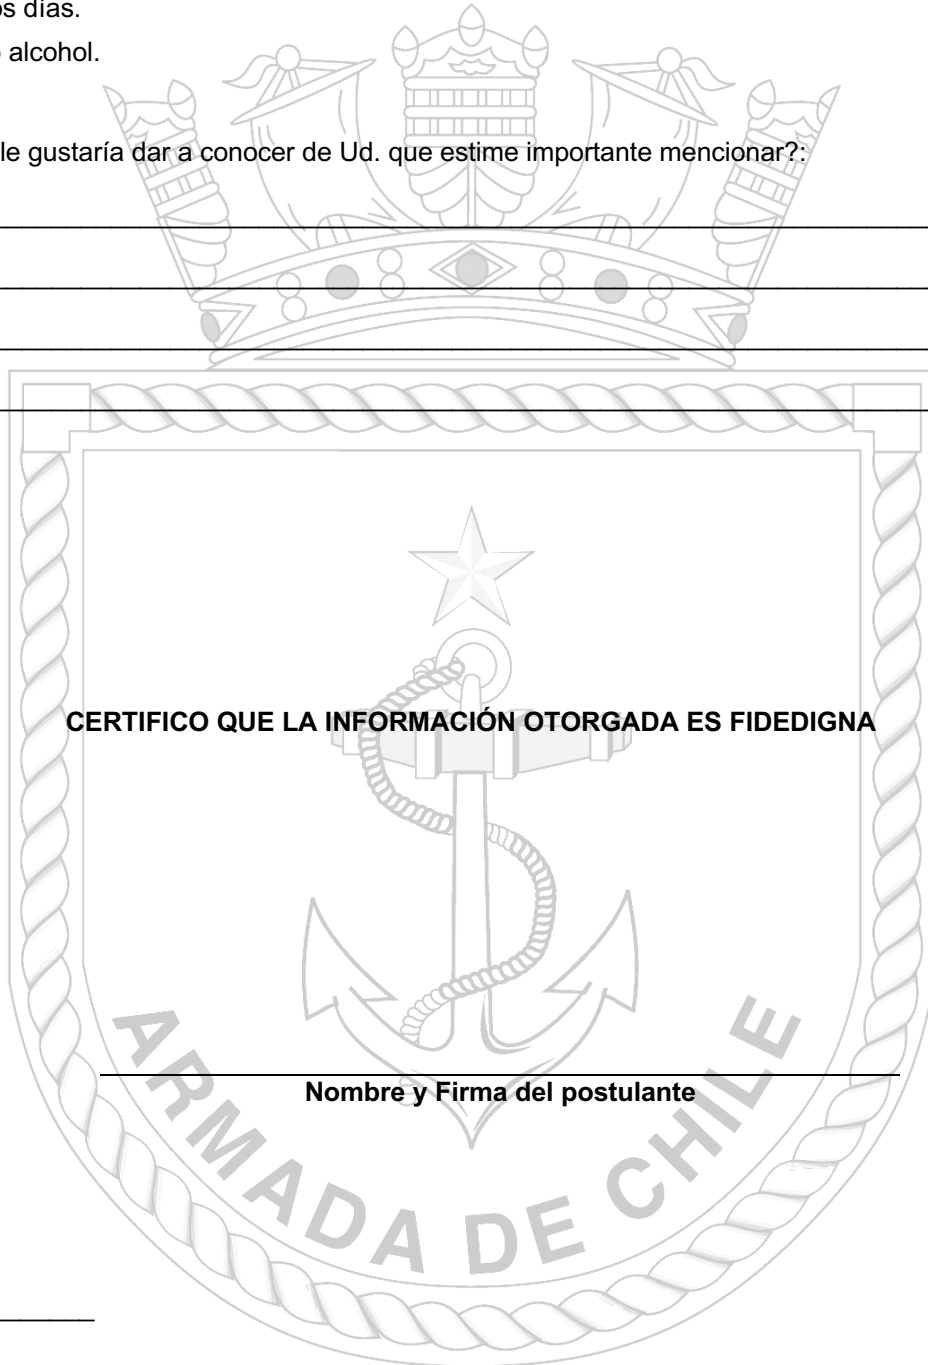 os días.
alcohol.
le gustaría dar a conocer de Ud. que estime importante mencionar?:
CERTIFICO QUE LA INFORMACIÓN OTORGADA ES FIDEDIGNA
Nombre y Firma del postulante
ARMADA DE CHILE